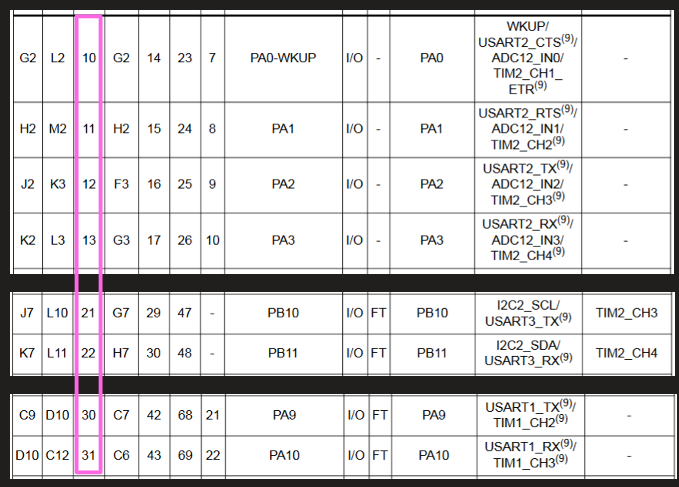 G2 L2 10 G2 14 23 7 PA0-WKUP I/O - PA0 WKUP/ -
USART2_CTS(9)/
ADC12_IN0/
TIM2_CH1_
ETR(9)
H2 M2 11 H2 15 24 8 PA1 I/O - PA1 USART2_RTS(9)/ -
ADC12_IN1/
TIM2_CH2(9)
J2 K3 12 F3 16 25 9 PA2 I/O - PA2 USART2_TX(9)/ -
ADC12_IN2/
TIM2_CH3(9)
K2 L3 13 G3 17 26 10 PA3 I/O - PA3 USART2_RX(9)/ -
ADC12_IN3/
TIM2_CH4(9)
J7 L10 21 G7 29 47 - PB10 I/O FT PB10 I2C2_SCL/ TIM2_CH3
USART3_TX(9)
K7 L11 22 H7 30 48 - PB11 I/O FT PB11 I2C2_SDA/ TIM2_CH4
USART3_RX(9)
C9 D10 30 C7 42 68 21 PA9 I/O FT PA9 USART1_TX(9)/ -
TIM1_CH2(9)
D10 C12 31 C6 43 69 22 PA10 I/O FT PA10 USART1_RX(9)/ -
TIM1_CH3(9)